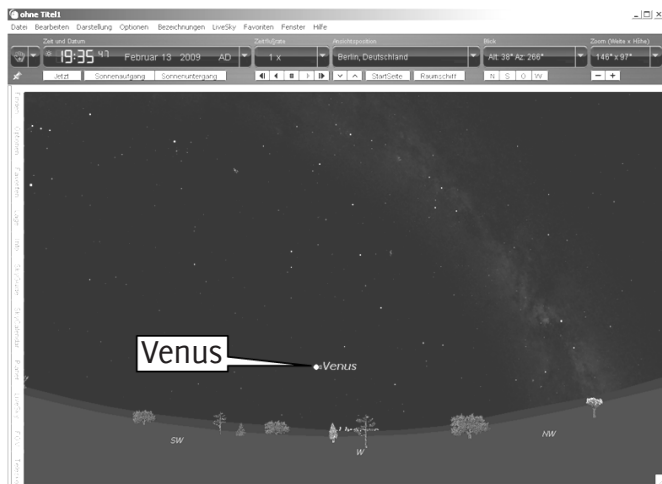 ohne Titel1
Datei Bearbeiten Darstellung Optionen Bezeichnungen LiveSky Favoriten Fenster Hilfe
Zeit und Datum Zeitflußrate Ansichtsposition Blick Zoom (Weite x Höhe)
19:35 47 Februar 13 2009 AD 1 x Berlin, Deutschland Alt: 38° Az: 266° 146° x 97°
Jetzt Sonnenaufgang Sonnenuntergang StartSeite Raumschiff N S O W
Venus
Venus
SW
W
NW